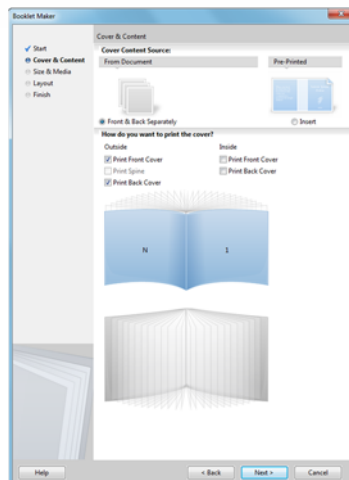 Booklet Maker
Cover & Content
Start
Cover & Content
Size & Media
Layout
Finish
Cover Content Source:
From Document
Pre-Printed
Front & Back Separately
Insert
How do you want to print the cover?
Outside
Inside
Print Front Cover
Print Front Cover
Print Spine
Print Back Cover
Print Back Cover
N
1
Help
< Back
Next >
Cancel